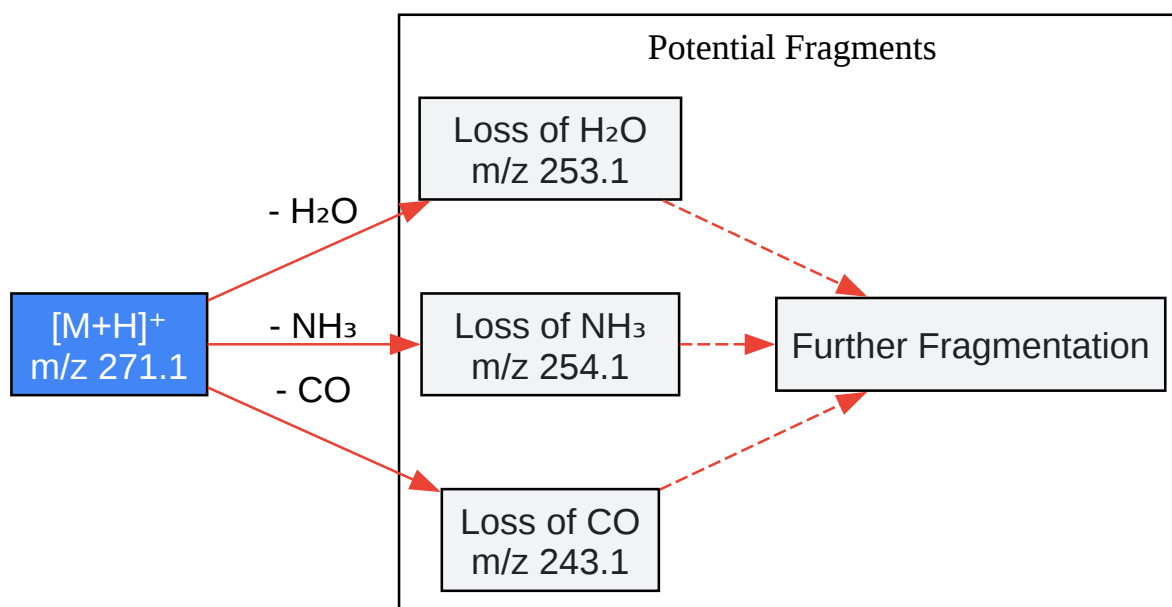 Potential Fragments
Loss of H₂O
m/z 253.1
- H₂O
[M+H]⁺
m/z 271.1
- NH₃
Loss of NH₃
m/z 254.1
Further Fragmentation
- CO
Loss of CO
m/z 243.1